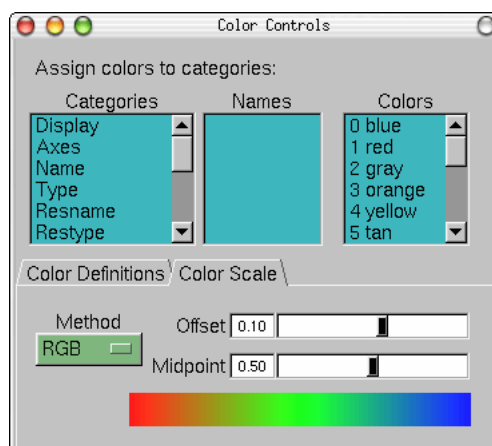 Color Controls
Assign colors to categories:
Categories Names Colors
Display 0 blue
Axes 1 red
Name 2 gray
Type 3 orange
Resname 4 yellow
Restype 5 tan
Color Definitions Color Scale
Method Offset 0.10
RGB
Midpoint 0.50